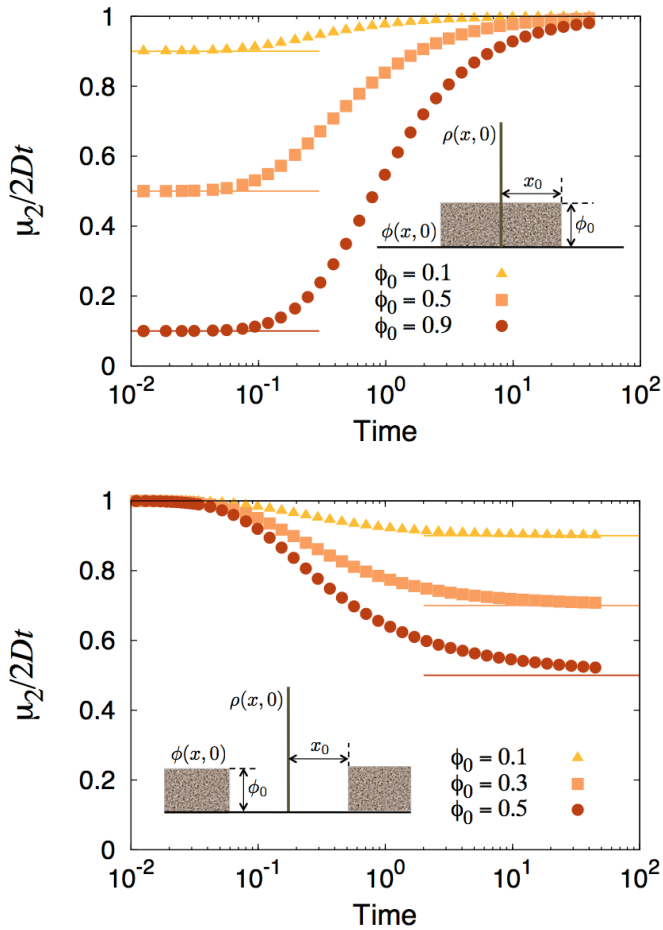 1
0.8
0.6
0.4
0.2
0
μ₂/2Dt
ρ(x, 0)
x₀
ϕ(x, 0)
ϕ₀
ϕ₀ = 0.1
ϕ₀ = 0.5
ϕ₀ = 0.9
10⁻² 10⁻¹ 10⁰ 10¹ 10²
Time
1
0.8
0.6
0.4
0.2
0
μ₂/2Dt
ρ(x, 0)
ϕ(x, 0)
x₀
ϕ₀
ϕ₀ = 0.1
ϕ₀ = 0.3
ϕ₀ = 0.5
10⁻² 10⁻¹ 10⁰ 10¹ 10²
Time